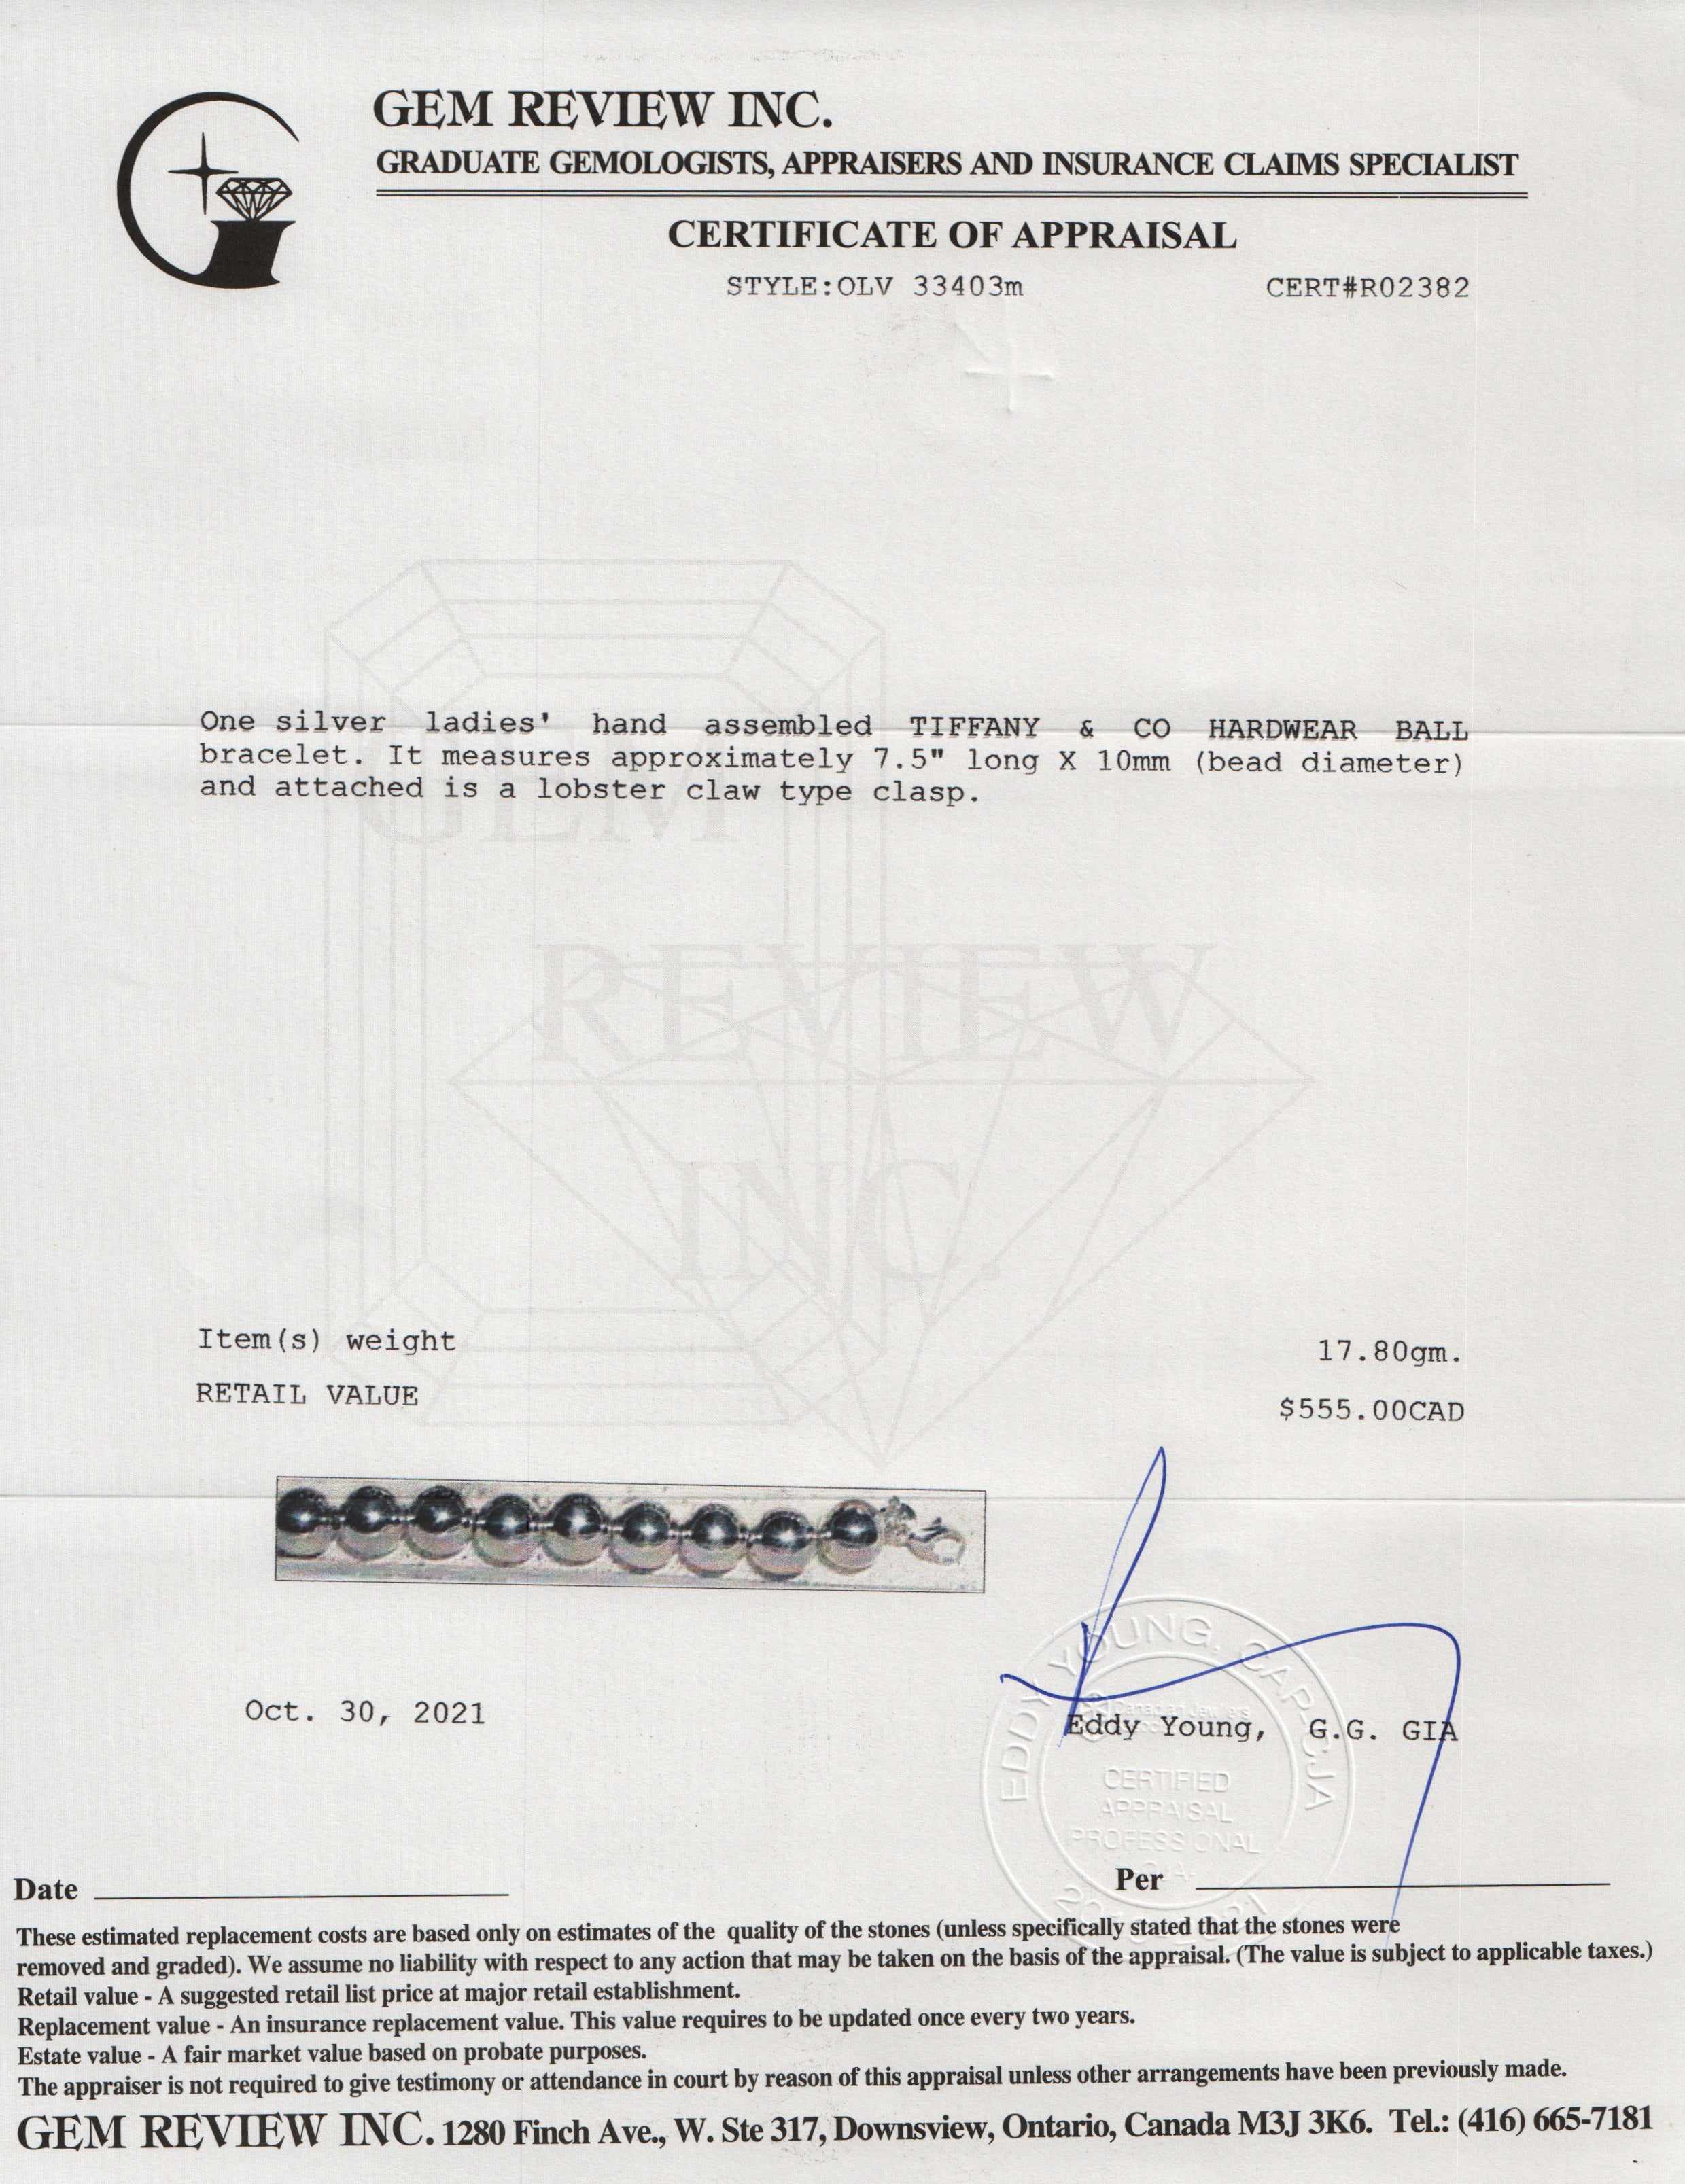 GEM REVIEW INC.
GRADUATE GEMOLOGISTS, APPRAISERS AND INSURANCE CLAIMS SPECIALIST
CERTIFICATE OF APPRAISAL
STYLE:OLV 33403m CERT#R02382
One silver ladies' hand assembled TIFFANY & CO HARDWEAR BALL
bracelet. It measures approximately 7.5" long X 10mm (bead diameter)
and attached is a lobster claw type clasp.
GEM
REVIEW
INC.
Item(s) weight 17.80gm.
RETAIL VALUE $555.00CAD
Oct. 30, 2021
Eddy Young, G.G. GIA
EDDY YOUNG, CAP CJA
Canadian Jewellers
CERTIFIED
APPRAISAL
PROFESSIONAL
Date
Per
These estimated replacement costs are based only on estimates of the quality of the stones (unless specifically stated that the stones were
removed and graded). We assume no liability with respect to any action that may be taken on the basis of the appraisal. (The value is subject to applicable taxes.)
Retail value - A suggested retail list price at major retail establishment.
Replacement value - An insurance replacement value. This value requires to be updated once every two years.
Estate value - A fair market value based on probate purposes.
The appraiser is not required to give testimony or attendance in court by reason of this appraisal unless other arrangements have been previously made.
GEM REVIEW INC. 1280 Finch Ave., W. Ste 317, Downsview, Ontario, Canada M3J 3K6. Tel.: (416) 665-7181